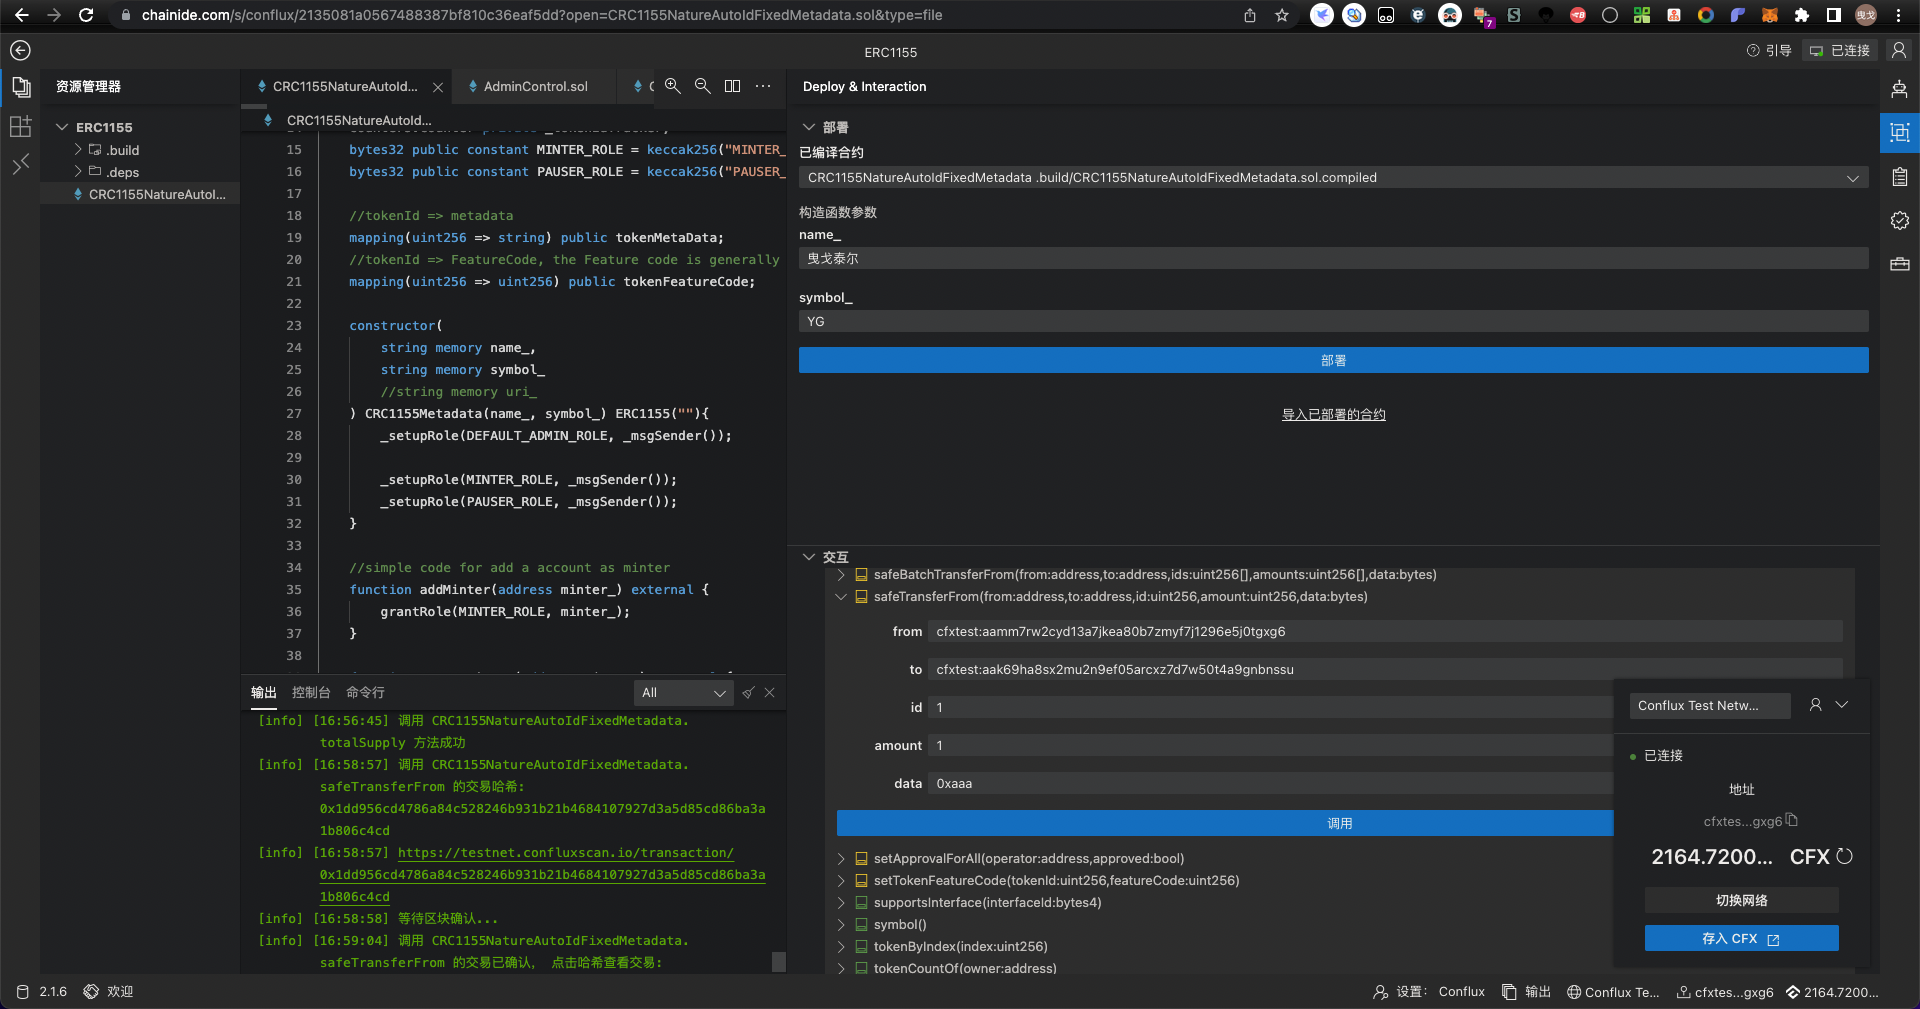 chainide.com/s/conflux/2135081a0567488387bf810c36eaf5dd?open=CRC1155NatureAutoIdFixedMetadata.sol&type=file
7
曳戈
ERC1155
引导
已连接
资源管理器
ERC1155
.build
.deps
CRC1155NatureAutoI...
CRC1155NatureAutoId...
AdminControl.sol
CRC1155NatureAutoId...
15 bytes32 public constant MINTER_ROLE = keccak256("MINTER_
16 bytes32 public constant PAUSER_ROLE = keccak256("PAUSER_
17
18 //tokenId => metadata
19 mapping(uint256 => string) public tokenMetaData;
20 //tokenId => FeatureCode, the Feature code is generally
21 mapping(uint256 => uint256) public tokenFeatureCode;
22
23 constructor(
24 string memory name_,
25 string memory symbol_
26 //string memory uri_
27 ) CRC1155Metadata(name_, symbol_) ERC1155(""){
28 _setupRole(DEFAULT_ADMIN_ROLE, _msgSender());
29
30 _setupRole(MINTER_ROLE, _msgSender());
31 _setupRole(PAUSER_ROLE, _msgSender());
32 }
33
34 //simple code for add a account as minter
35 function addMinter(address minter_) external {
36 grantRole(MINTER_ROLE, minter_);
37 }
38
输出 控制台 命令行
All
[info] [16:56:45] 调用 CRC1155NatureAutoIdFixedMetadata.
totalSupply 方法成功
[info] [16:58:57] 调用 CRC1155NatureAutoIdFixedMetadata.
safeTransferFrom 的交易哈希:
0x1dd956cd4786a84c528246b931b21b4684107927d3a5d85cd86ba3a
1b806c4cd
[info] [16:58:57] https://testnet.confluxscan.io/transaction/
0x1dd956cd4786a84c528246b931b21b4684107927d3a5d85cd86ba3a
1b806c4cd
[info] [16:58:58] 等待区块确认...
[info] [16:59:04] 调用 CRC1155NatureAutoIdFixedMetadata.
safeTransferFrom 的交易已确认, 点击哈希查看交易:
Deploy & Interaction
部署
已编译合约
CRC1155NatureAutoIdFixedMetadata .build/CRC1155NatureAutoIdFixedMetadata.sol.compiled
构造函数参数
name_
曳戈泰尔
symbol_
YG
部署
导入已部署的合约
交互
safeBatchTransferFrom(from:address,to:address,ids:uint256[],amounts:uint256[],data:bytes)
safeTransferFrom(from:address,to:address,id:uint256,amount:uint256,data:bytes)
from cfxtest:aamm7rw2cyd13a7jkea80b7zmyf7j1296e5j0tgxg6
to cfxtest:aak69ha8sx2mu2n9ef05arcxz7d7w50t4a9gnbnssu
id 1
amount 1
data 0xaaa
调用
setApprovalForAll(operator:address,approved:bool)
setTokenFeatureCode(tokenId:uint256,featureCode:uint256)
supportsInterface(interfaceId:bytes4)
symbol()
tokenByIndex(index:uint256)
tokenCountOf(owner:address)
Conflux Test Netw...
已连接
地址
cfxtes...gxg6
2164.7200... CFX
切换网络
存入 CFX
2.1.6
欢迎
设置: Conflux
输出
Conflux Te...
cfxtes...gxg6
2164.7200...